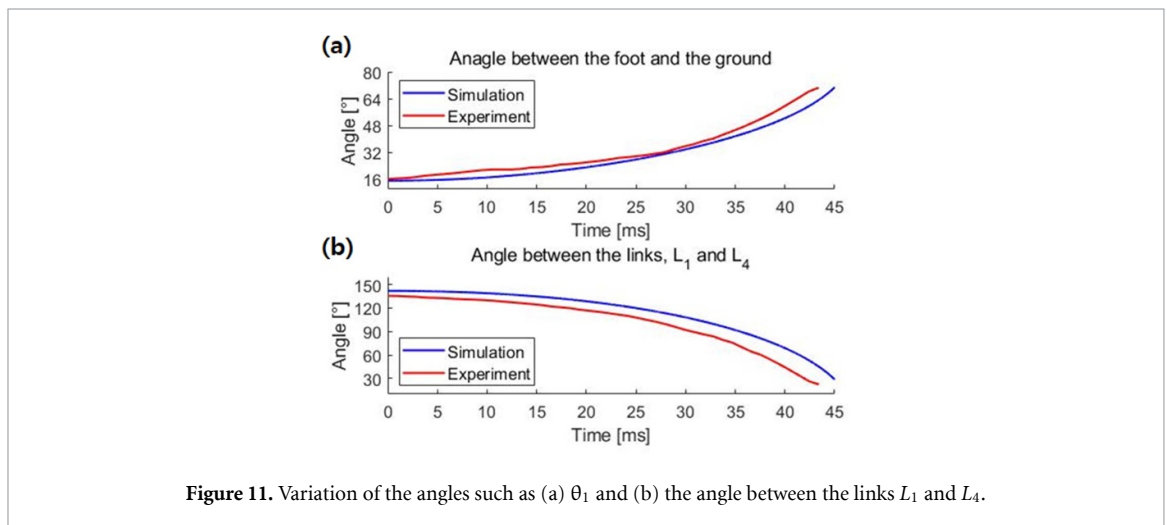 (a)
Anagle between the foot and the ground
80
64
48
32
16
Angle [°]
Simulation
Experiment
0 5 10 15 20 25 30 35 40 45
Time [ms]
(b)
Angle between the links, L1 and L4
150
120
90
60
30
Angle [°]
Simulation
Experiment
0 5 10 15 20 25 30 35 40 45
Time [ms]
Figure 11. Variation of the angles such as (a) θ1 and (b) the angle between the links L1 and L4.